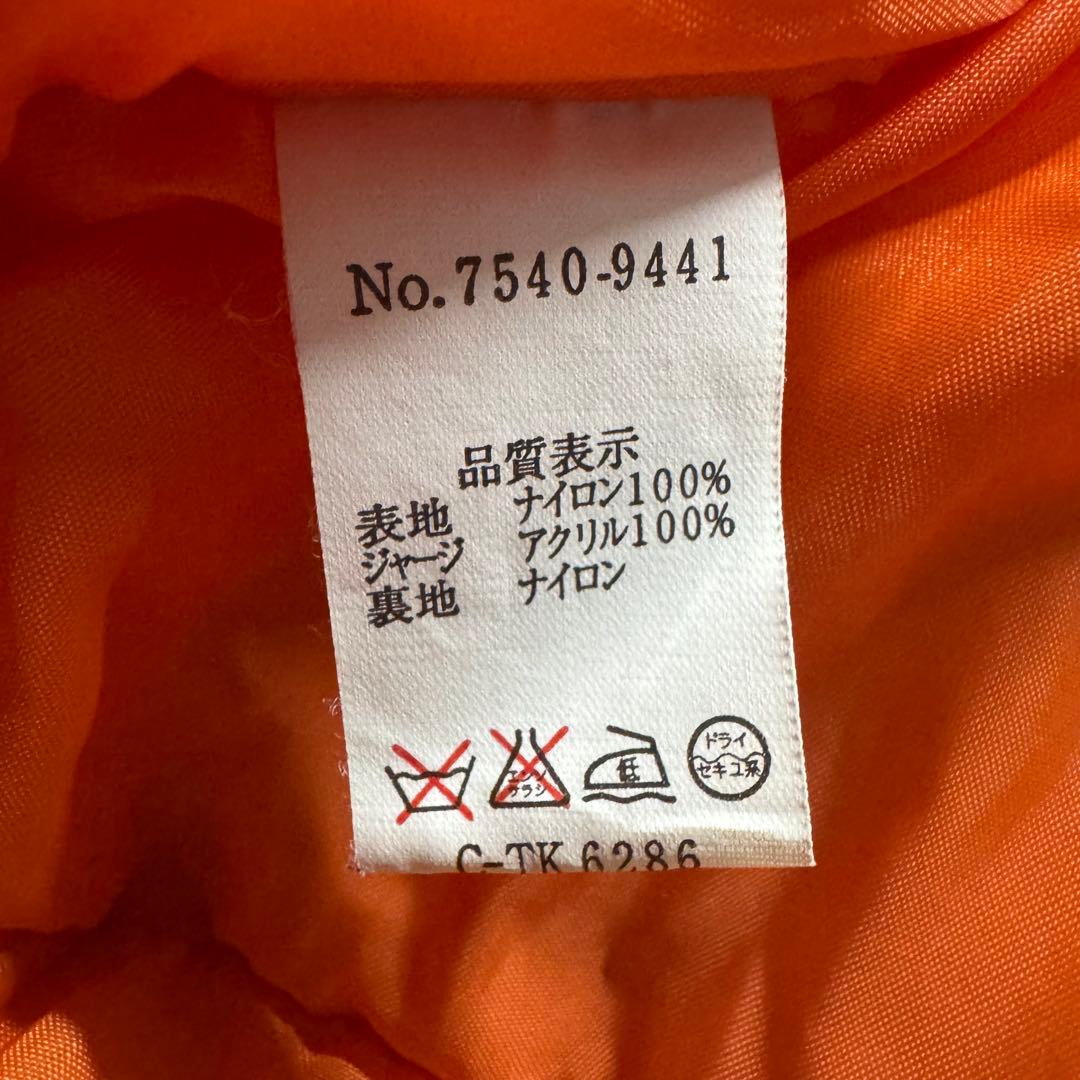 No.7540-9441
品質表示
表地 ナイロン100%
ジャージ アクリル100%
裏地 ナイロン
エンソ
サラシ
低
ドライ
セキユ系
C-TK 6286